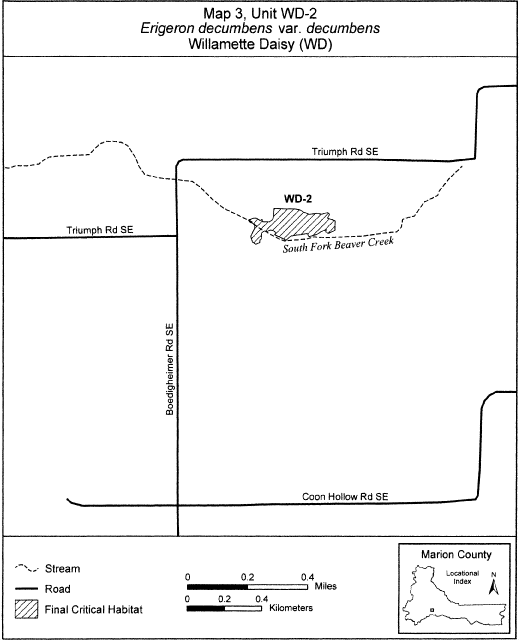 Map 3, Unit WD-2
Erigeron decumbens var. decumbens
Willamette Daisy (WD)
Triumph Rd SE
WD-2
Triumph Rd SE
South Fork Beaver Creek
Boedigheimer Rd SE
Coon Hollow Rd SE
Stream
Road
Final Critical Habitat
0 0.2 0.4
Miles
0 0.2 0.4
Kilometers
Marion County
Locational
Index
N